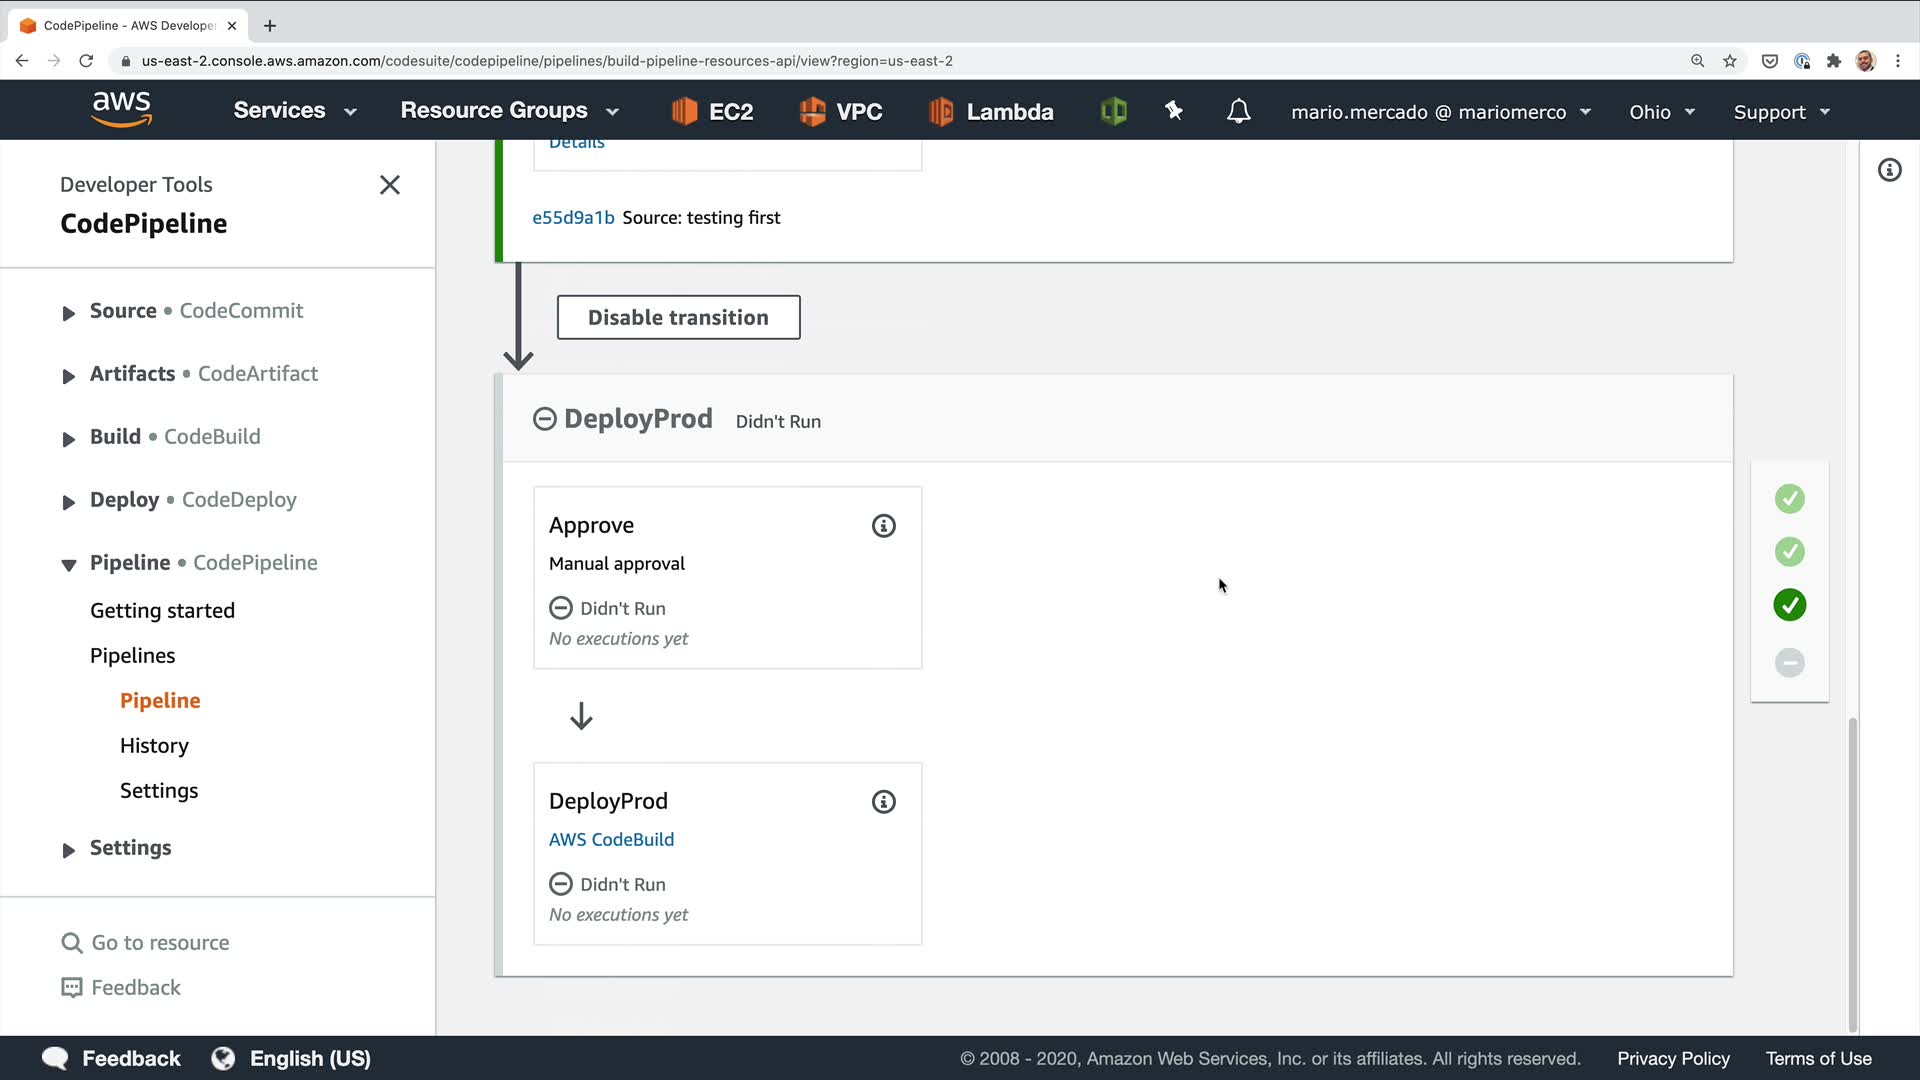 CodePipeline - AWS Develope
us-east-2.console.aws.amazon.com/codesuite/codepipeline/pipelines/build-pipeline-resources-api/view?region=us-east-2
aws
Services
Resource Groups
EC2
VPC
Lambda
mario.mercado @ mariomerco
Ohio
Support
Developer Tools
CodePipeline
Source • CodeCommit
Artifacts • CodeArtifact
Build • CodeBuild
Deploy • CodeDeploy
Pipeline • CodePipeline
Getting started
Pipelines
Pipeline
History
Settings
Settings
Go to resource
Feedback
Details
e55d9a1b Source: testing first
Disable transition
DeployProd Didn't Run
Approve
Manual approval
Didn't Run
No executions yet
DeployProd
AWS CodeBuild
Didn't Run
No executions yet
Feedback
English (US)
© 2008 - 2020, Amazon Web Services, Inc. or its affiliates. All rights reserved.
Privacy Policy
Terms of Use